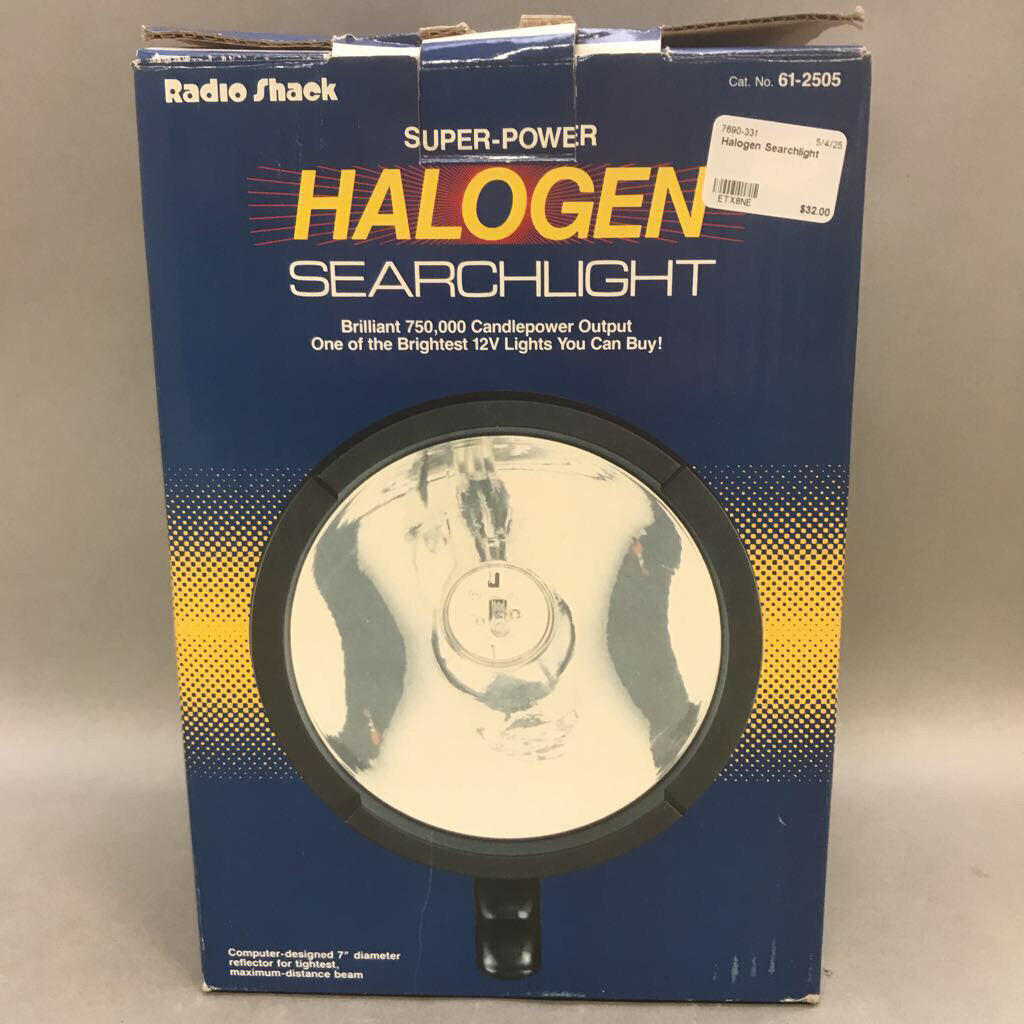 Radio Shack
Cat. No. 61-2505
SUPER-POWER
HALOGEN
SEARCHLIGHT
Brilliant 750,000 Candlepower Output
One of the Brightest 12V Lights You Can Buy!
7690-331 5/4/25
Halogen Searchlight
ETX8NE $32.00
Computer-designed 7" diameter
reflector for tightest,
maximum-distance beam